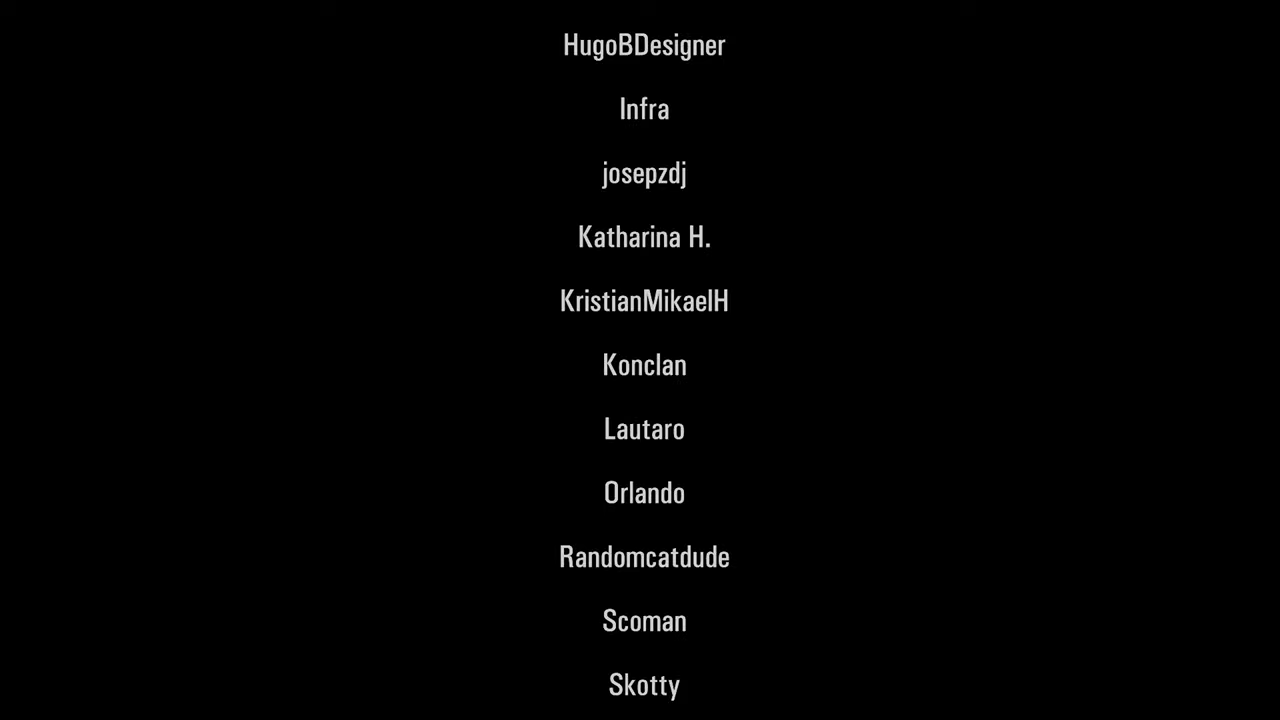 HugoBDesigner
Infra
josepzdj
Katharina H.
KristianMikaelH
Konclan
Lautaro
Orlando
Randomcatdude
Scoman
Skotty